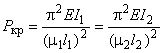 P_кр = π²EI₁ / (μ₁l₁)² = π²EI₂ / (μ₂l₂)²